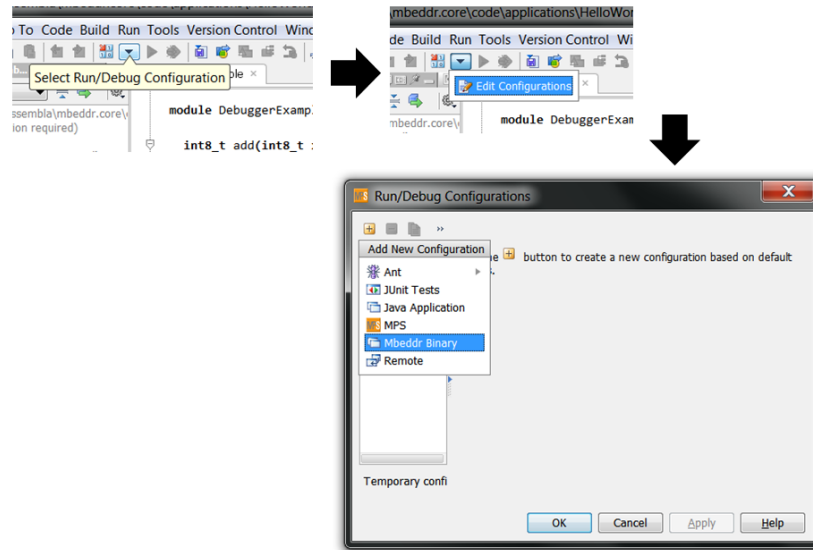 To Code Build Run Tools Version Control Wind
Select Run/Debug Configuration
ble ×
ssembla\mbeddr.core\
ion required)
module DebuggerExamp
int8_t add(int8_t
\mbeddr.core\code\applications\HelloWor
de Build Run Tools Version Control Wi
Edit Configurations
mbeddr.core\
module DebuggerExam
Run/Debug Configurations
Add New Configuration
e button to create a new configuration based on default
s.
Ant
JUnit Tests
Java Application
MPS
Mbeddr Binary
Remote
Temporary confi
OK Cancel Apply Help